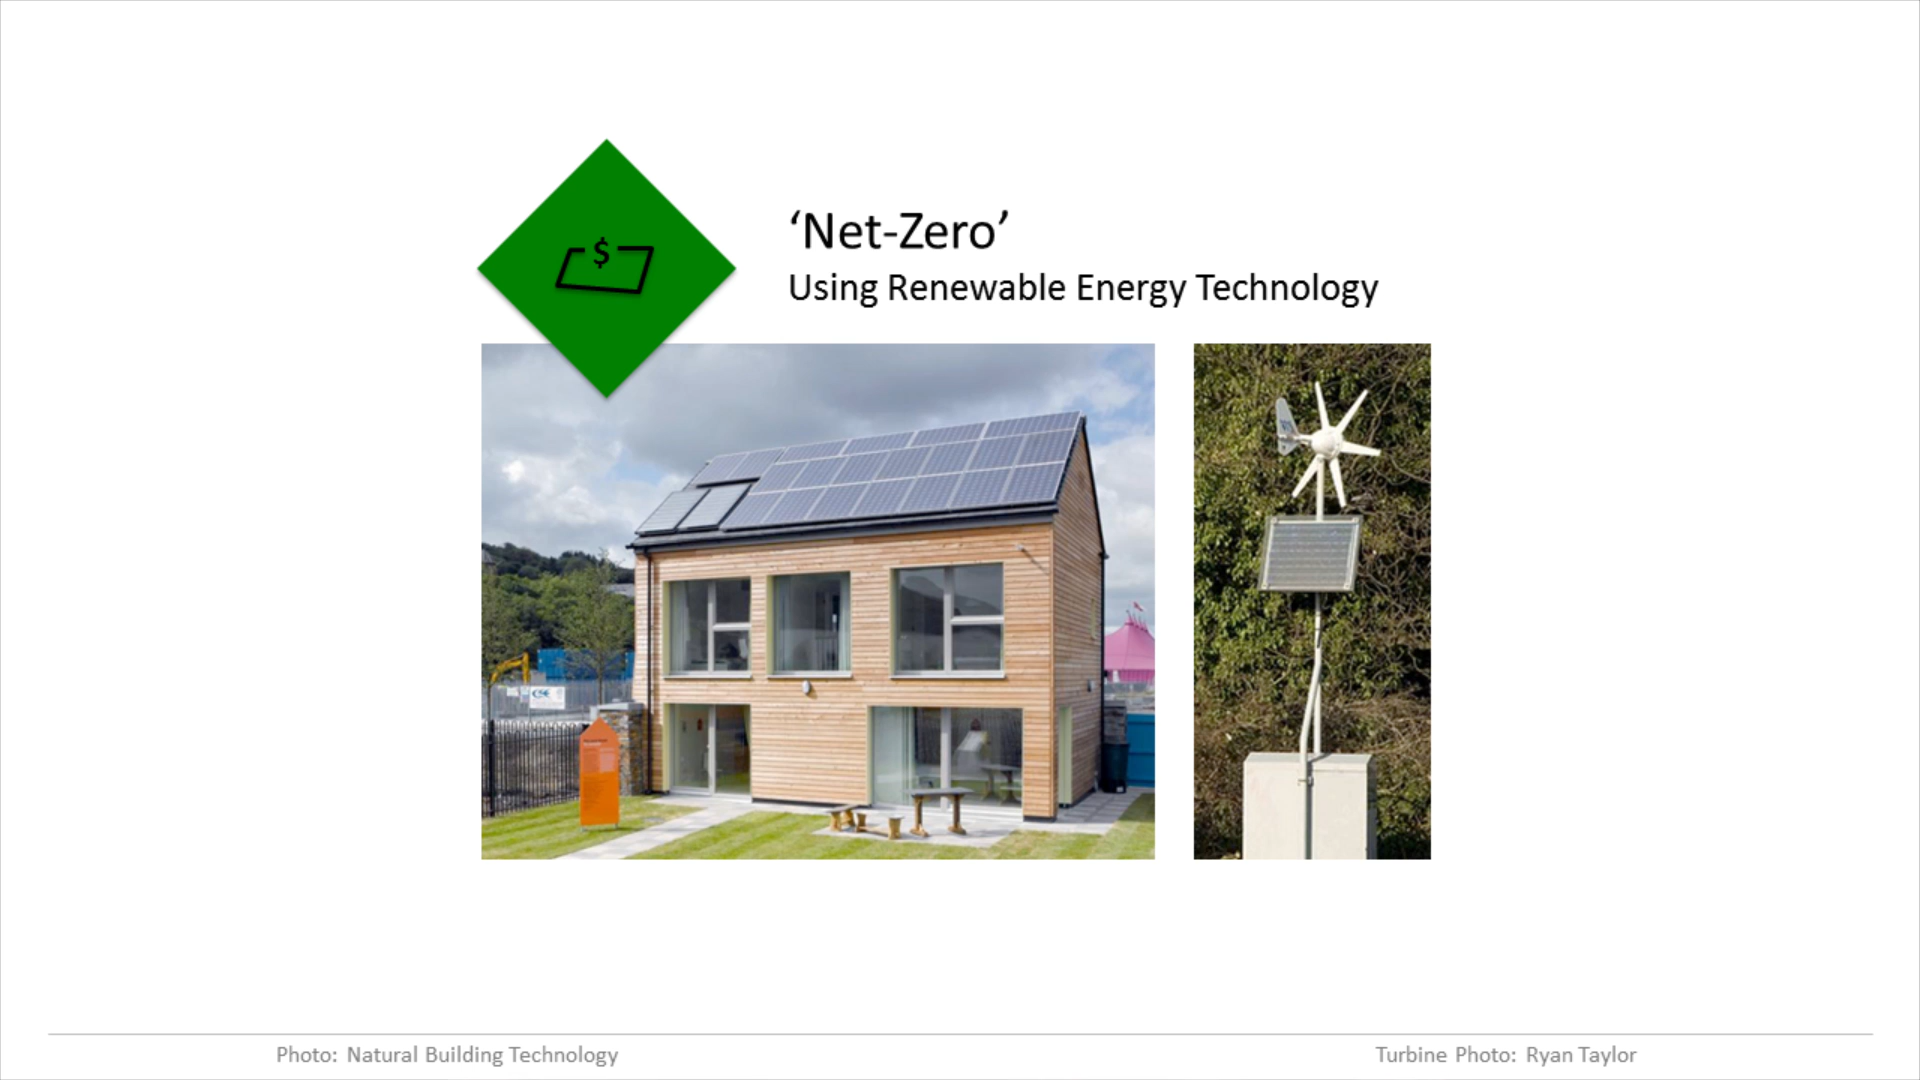 $
‘Net-Zero’
Using Renewable Energy Technology
Photo: Natural Building Technology
Turbine Photo: Ryan Taylor